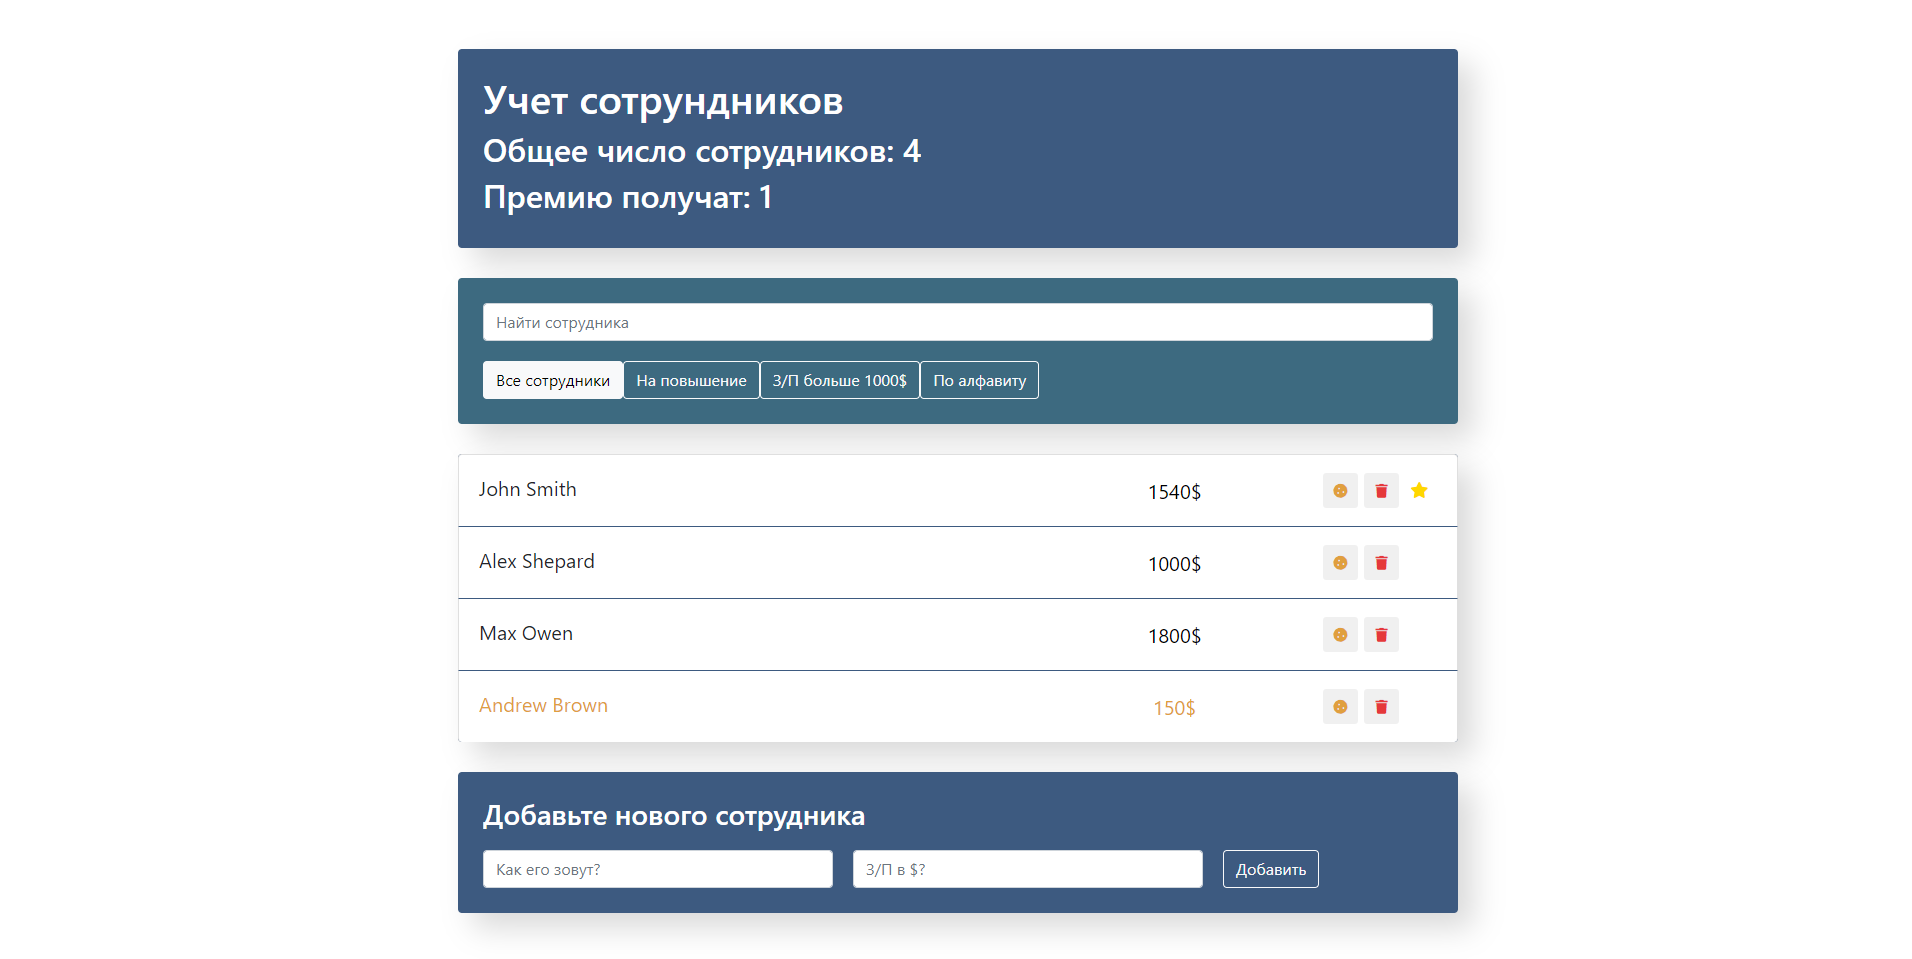 Учет сотрундников
Общее число сотрудников: 4
Премию получат: 1
Найти сотрудника
Все сотрудники На повышение З/П больше 1000$ По алфавиту
John Smith 1540$
Alex Shepard 1000$
Max Owen 1800$
Andrew Brown 150$
Добавьте нового сотрудника
Как его зовут? З/П в $? Добавить